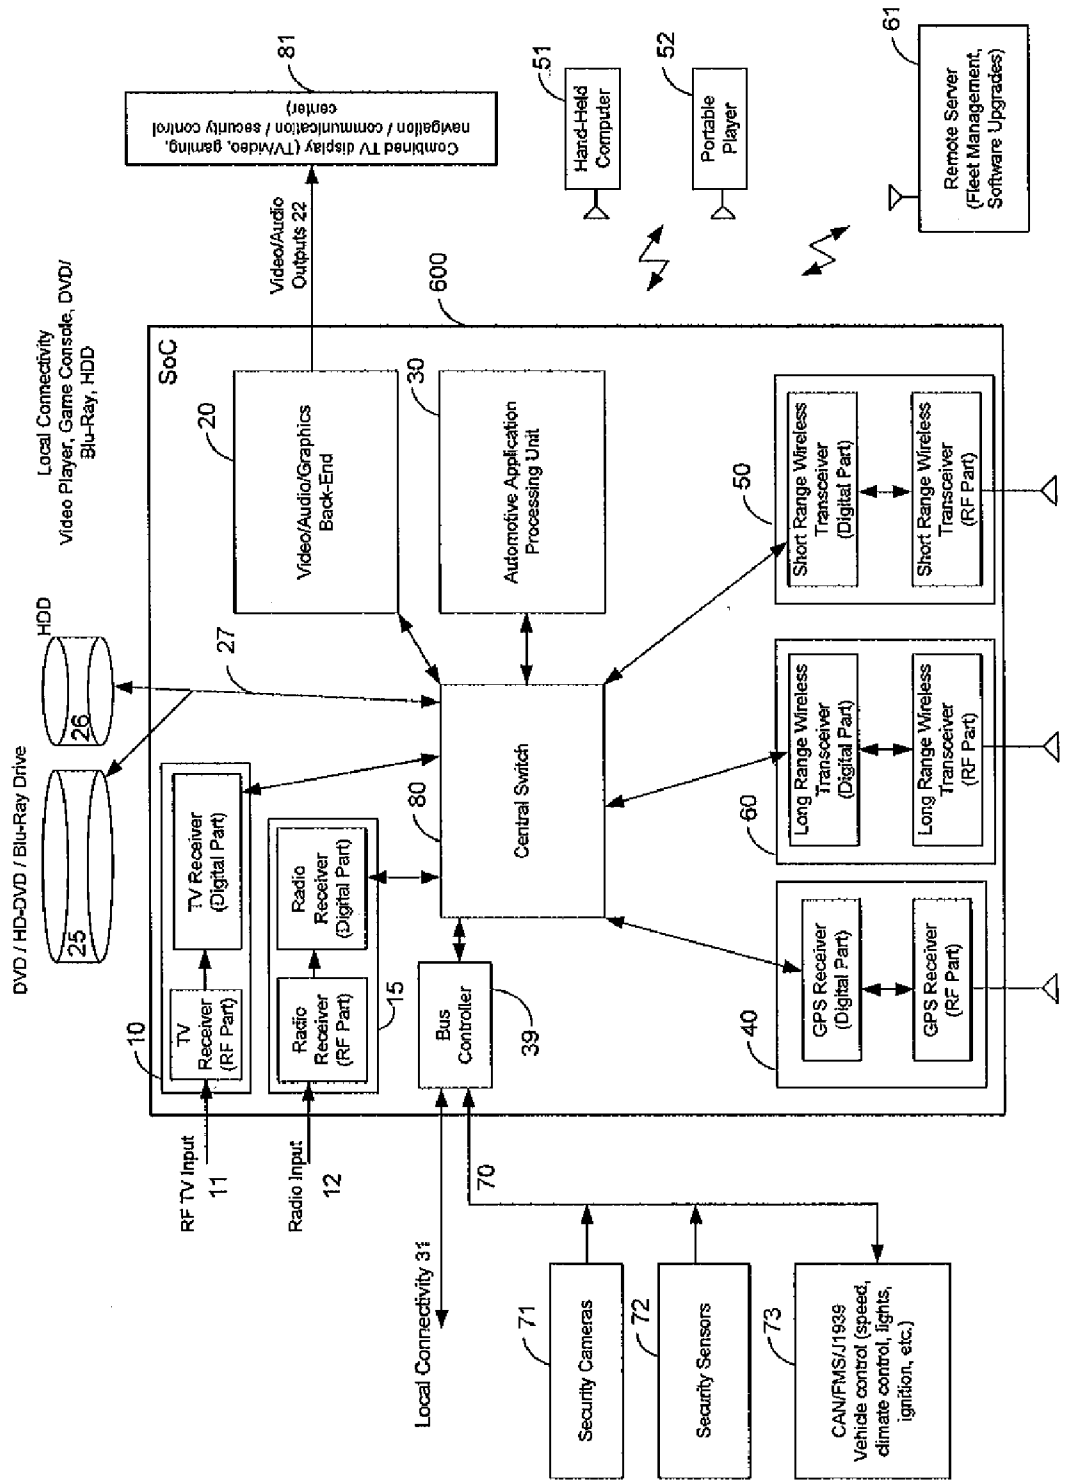 Local Connectivity
Video Player, Game Console, DVD/
Blu-Ray, HDD
DVD / HD-DVD / Blu-Ray Drive
HDD
25
26
27
SoC
600
RF TV Input
11
10
TV
Receiver
(RF Part)
TV Receiver
(Digital Part)
Radio Input
12
15
Radio
Receiver
(RF Part)
Radio
Receiver
(Digital Part)
20
Video/Audio/Graphics
Back-End
Video/Audio
Outputs 22
81
Combined TV display (TV/video, gaming,
navigation / communication / security control
center)
30
Automotive Application
Processing Unit
80
Central Switch
Bus
Controller
39
Local Connectivity 31
70
71
Security Cameras
72
Security Sensors
73
CAN/FMS/J1939
Vehicle control (speed,
climate control, lights,
ignition, etc.)
40
GPS Receiver
(Digital Part)
GPS Receiver
(RF Part)
60
Long Range Wireless
Transceiver
(Digital Part)
Long Range Wireless
Transceiver
(RF Part)
50
Short Range Wireless
Transceiver
(Digital Part)
Short Range Wireless
Transceiver
(RF Part)
51
Hand-Held
Computer
52
Portable
Player
61
Remote Server
(Fleet Management,
Software Upgrades)